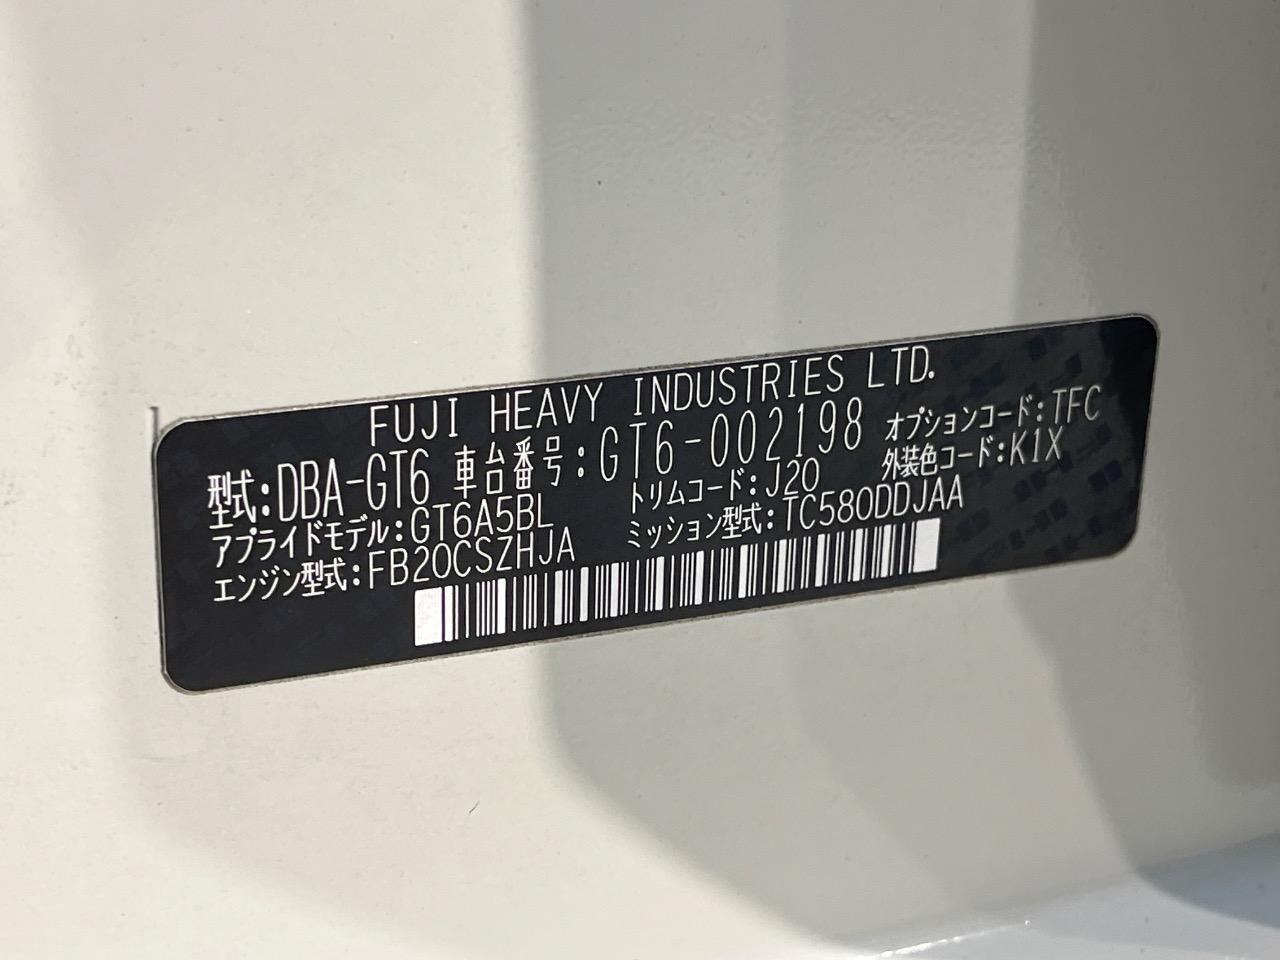 FUJI HEAVY INDUSTRIES LTD.
型式:DBA-GT6 車台番号:GT6-002198 オプションコード:TFC
アプライドモデル:GT6A5BL トリムコード:J20 外装色コード:K1X
エンジン型式:FB20CSZHJA ミッション型式:TC580DDJAA